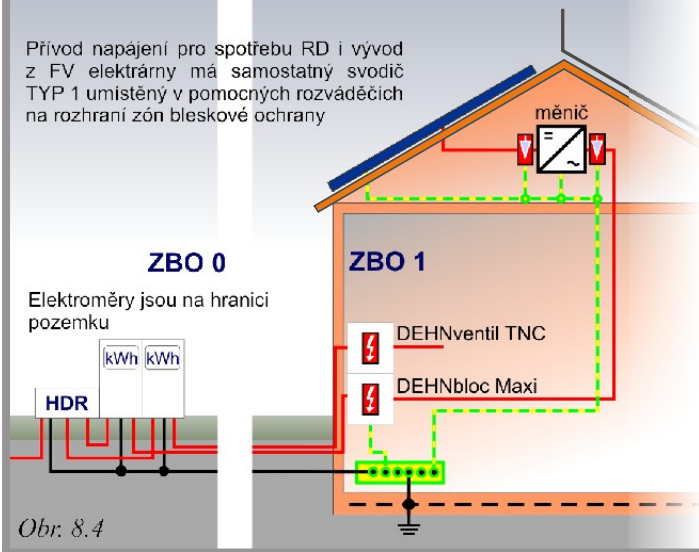 Přívod napájení pro spotřebu RD i vývod
z FV elektrárny má samostatný svodič
TYP 1 umístěný v pomocných rozváděčích
na rozhraní zón bleskové ochrany
měnič
=
~
ZBO 0
ZBO 1
Elektroměry jsou na hranici
pozemku
kWh kWh
HDR
DEHNventil TNC
DEHNbloc Maxi
Obr. 8.4